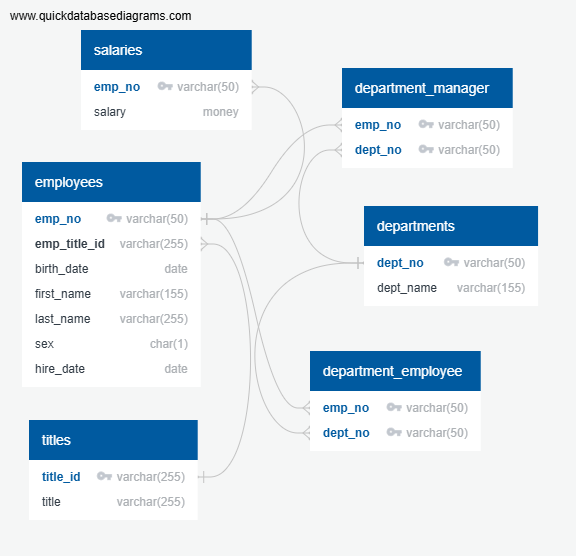 www.quickdatabasediagrams.com
salaries
emp_no varchar(50)
salary money
department_manager
emp_no varchar(50)
dept_no varchar(50)
employees
emp_no varchar(50)
emp_title_id varchar(255)
birth_date date
first_name varchar(155)
last_name varchar(255)
sex char(1)
hire_date date
departments
dept_no varchar(50)
dept_name varchar(155)
department_employee
emp_no varchar(50)
dept_no varchar(50)
titles
title_id varchar(255)
title varchar(255)